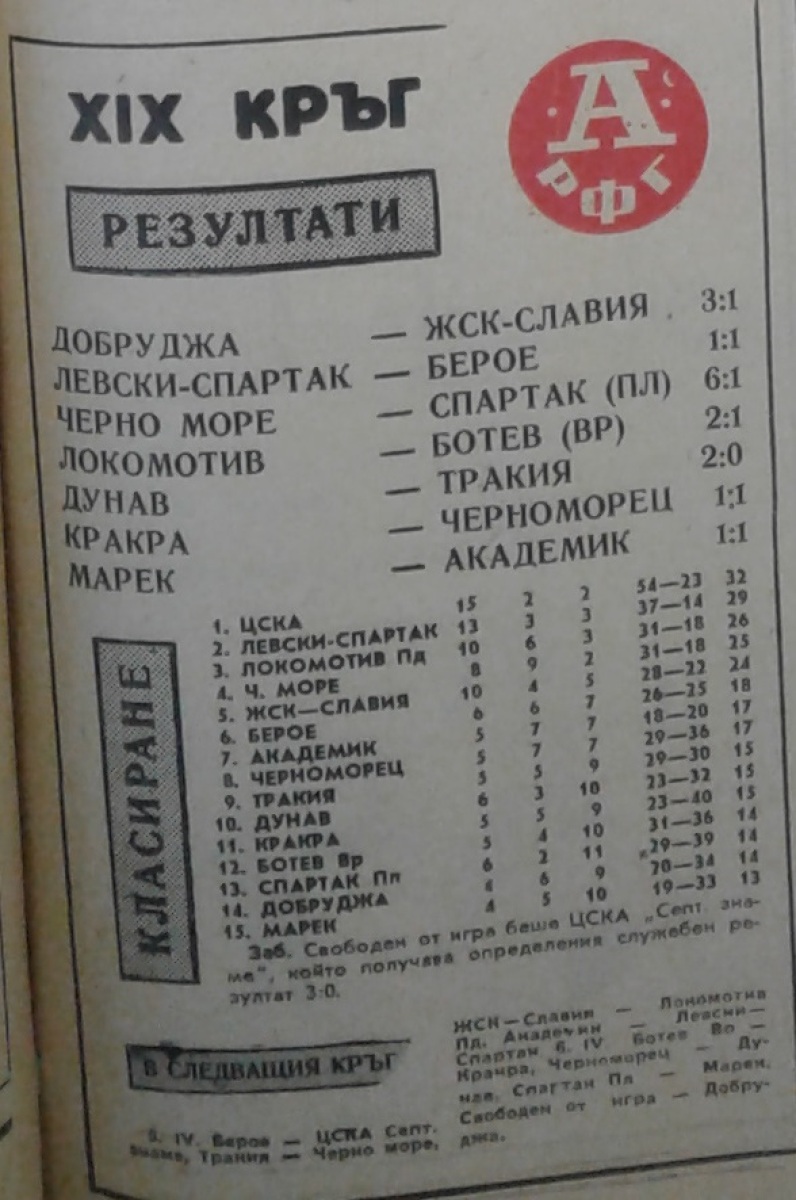 XIX КРЪГ
А
РФГ
РЕЗУЛТАТИ
ДОБРУДЖА — ЖСК-СЛАВИЯ 3:1
ЛЕВСКИ-СПАРТАК — БЕРОЕ 1:1
ЧЕРНО МОРЕ — СПАРТАК (ПЛ) 6:1
ЛОКОМОТИВ — БОТЕВ (ВР) 2:1
ДУНАВ — ТРАКИЯ 2:0
КРАКРА — ЧЕРНОМОРЕЦ 1:1
МАРЕК — АКАДЕМИК 1:1
КЛАСИРАНЕ
1. ЦСКА 15 2 2 54—23 32
2. ЛЕВСКИ-СПАРТАК 13 3 3 37—14 29
3. ЛОКОМОТИВ Пд 10 6 3 31—18 26
4. Ч. МОРЕ 8 9 2 31—18 25
5. ЖСК—СЛАВИЯ 10 4 5 28—22 24
6. БЕРОЕ 6 6 7 26—25 18
7. АКАДЕМИК 5 7 7 18—20 17
8. ЧЕРНОМОРЕЦ 5 7 7 29—36 17
9. ТРАКИЯ 5 5 9 29—30 15
10. ДУНАВ 6 3 10 23—32 15
11. КРАКРА 5 5 9 23—40 15
12. БОТЕВ Вр 5 4 10 31—36 14
13. СПАРТАК Пл 6 2 11 29—39 14
14. ДОБРУДЖА 4 6 9 20—34 14
15. МАРЕК 4 5 10 19—33 13
Заб. Свободен от игра беше ЦСКА „Септ. зна-
ме", който получава определения служебен ре-
зултат 3:0.
В СЛЕДВАЩИЯ КРЪГ
IV. Берое — ЦСКА Септ.
знаме, Тракия — Черно море,
ЖСК—Славия — Локомотив
Пд. Академик — Левски—
Спартак 6. IV Ботев —
Кракра, Черноморец — Ду-
нав. Спартак Пл — Марек.
Свободен от игра — Добру-
джа.